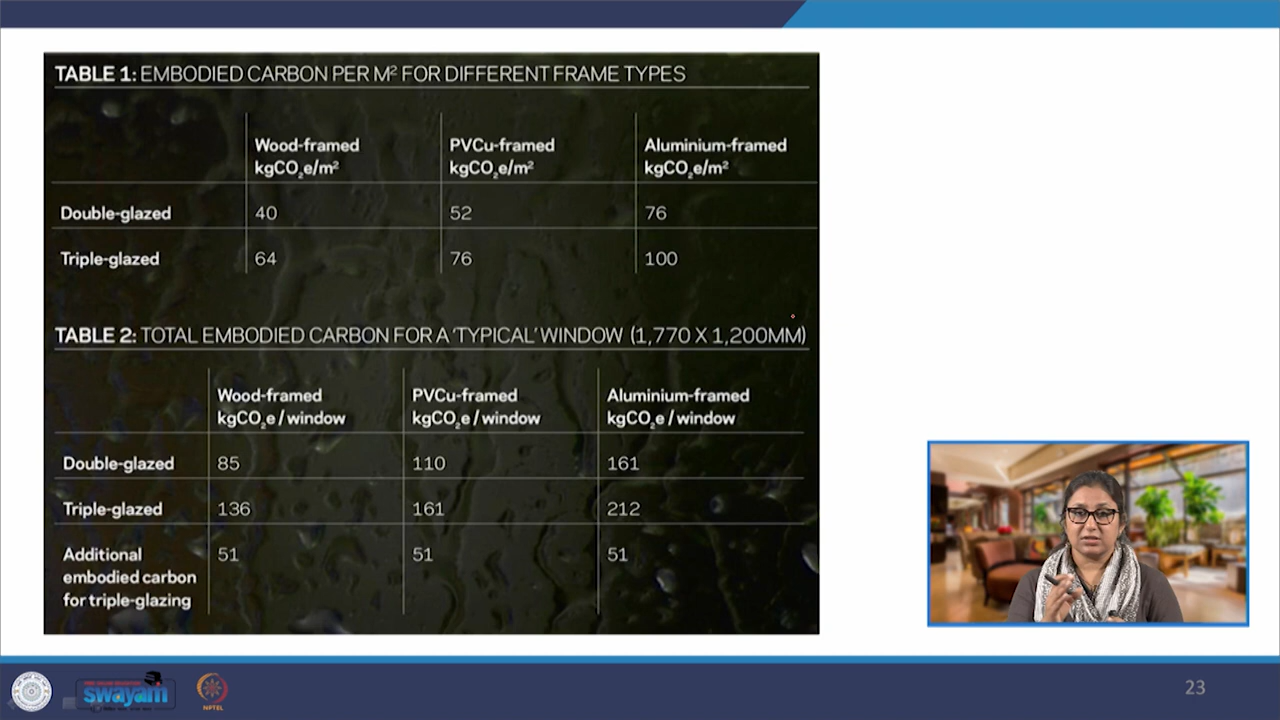 TABLE 1: EMBODIED CARBON PER M² FOR DIFFERENT FRAME TYPES
Wood-framed kgCO₂e/m² PVCu-framed kgCO₂e/m² Aluminium-framed kgCO₂e/m²
Double-glazed 40 52 76
Triple-glazed 64 76 100
TABLE 2: TOTAL EMBODIED CARBON FOR A 'TYPICAL' WINDOW (1,770 X 1,200MM)
Wood-framed kgCO₂e / window PVCu-framed kgCO₂e / window Aluminium-framed kgCO₂e / window
Double-glazed 85 110 161
Triple-glazed 136 161 212
Additional embodied carbon for triple-glazing 51 51 51
swayam
NPTEL
23